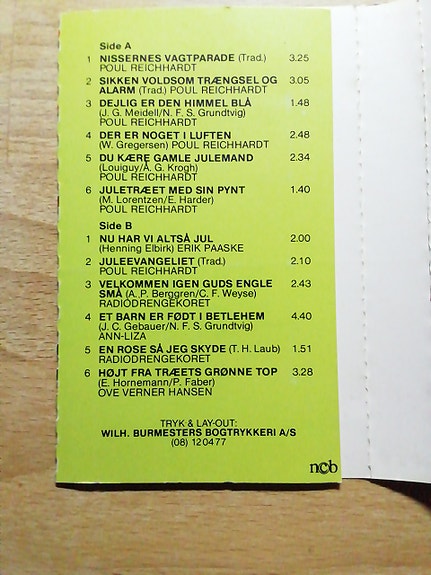 Side A
1 NISSERNES VAGTPARADE (Trad.) 3.25
POUL REICHHARDT
2 SIKKEN VOLDSOM TRÆNGSEL OG 3.05
ALARM (Trad.) POUL REICHHARDT
3 DEJLIG ER DEN HIMMEL BLÅ 1.48
(J. G. Meidell/N. F. S. Grundtvig)
POUL REICHHARDT
4 DER ER NOGET I LUFTEN 2.48
(W. Gregersen) POUL REICHHARDT
5 DU KÆRE GAMLE JULEMAND 2.34
(Louiguy/A. G. Krogh)
POUL REICHHARDT
6 JULETRÆET MED SIN PYNT 1.40
(M. Lorentzen/E. Harder)
POUL REICHHARDT
Side B
1 NU HAR VI ALTSÅ JUL 2.00
(Henning Elbirk) ERIK PAASKE
2 JULEEVANGELIET (Trad.) 2.10
POUL REICHHARDT
3 VELKOMMEN IGEN GUDS ENGLE 2.43
SMÅ (A.,P. Berggren/C. F. Weyse)
RADIODRENGEKORET
4 ET BARN ER FØDT I BETLEHEM 4.40
(J. C. Gebauer/N. F. S. Grundtvig)
ANN-LIZA
5 EN ROSE SÅ JEG SKYDE (T. H. Laub) 1.51
RADIODRENGEKORET
6 HØJT FRA TRÆETS GRØNNE TOP 3.28
(E. Hornemann/P. Faber)
OVE VERNER HANSEN
TRYK & LAY-OUT:
WILH. BURMESTERS BOGTRYKKERI A/S
(08) 120477
ncb